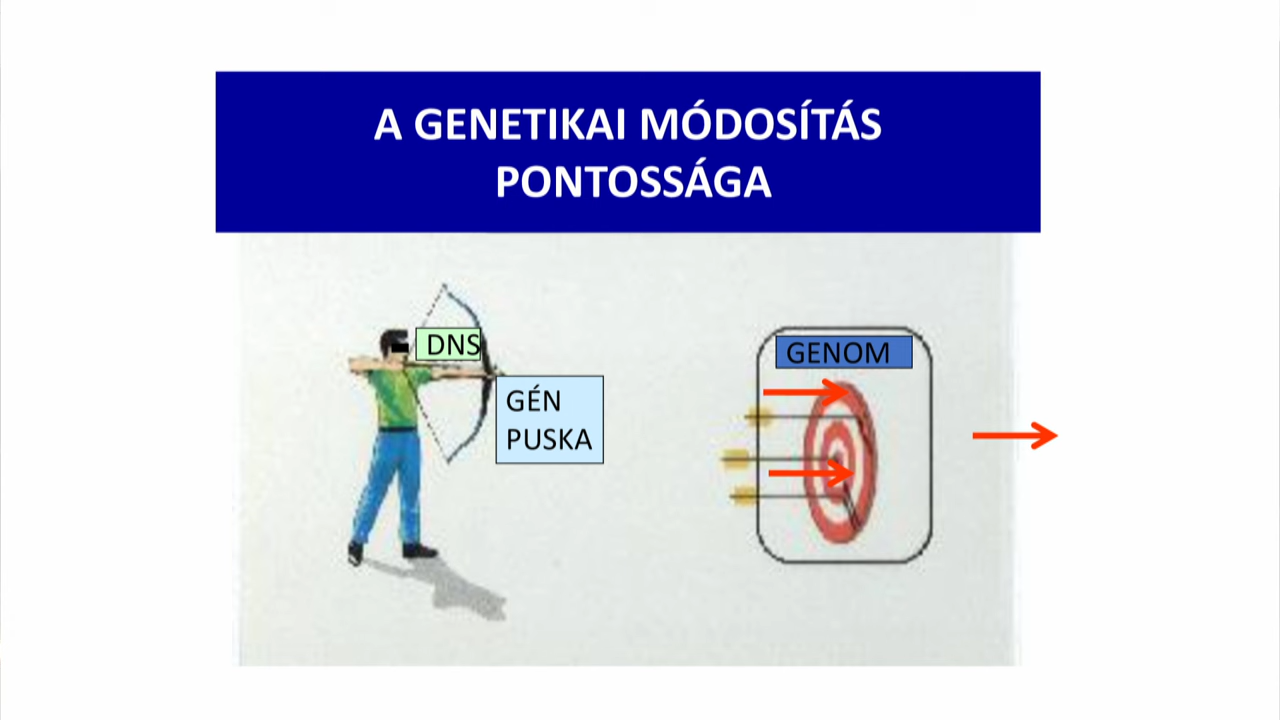 A GENETIKAI MÓDOSÍTÁS
PONTOSSÁGA
DNS
GÉN
PUSKA
GENOM